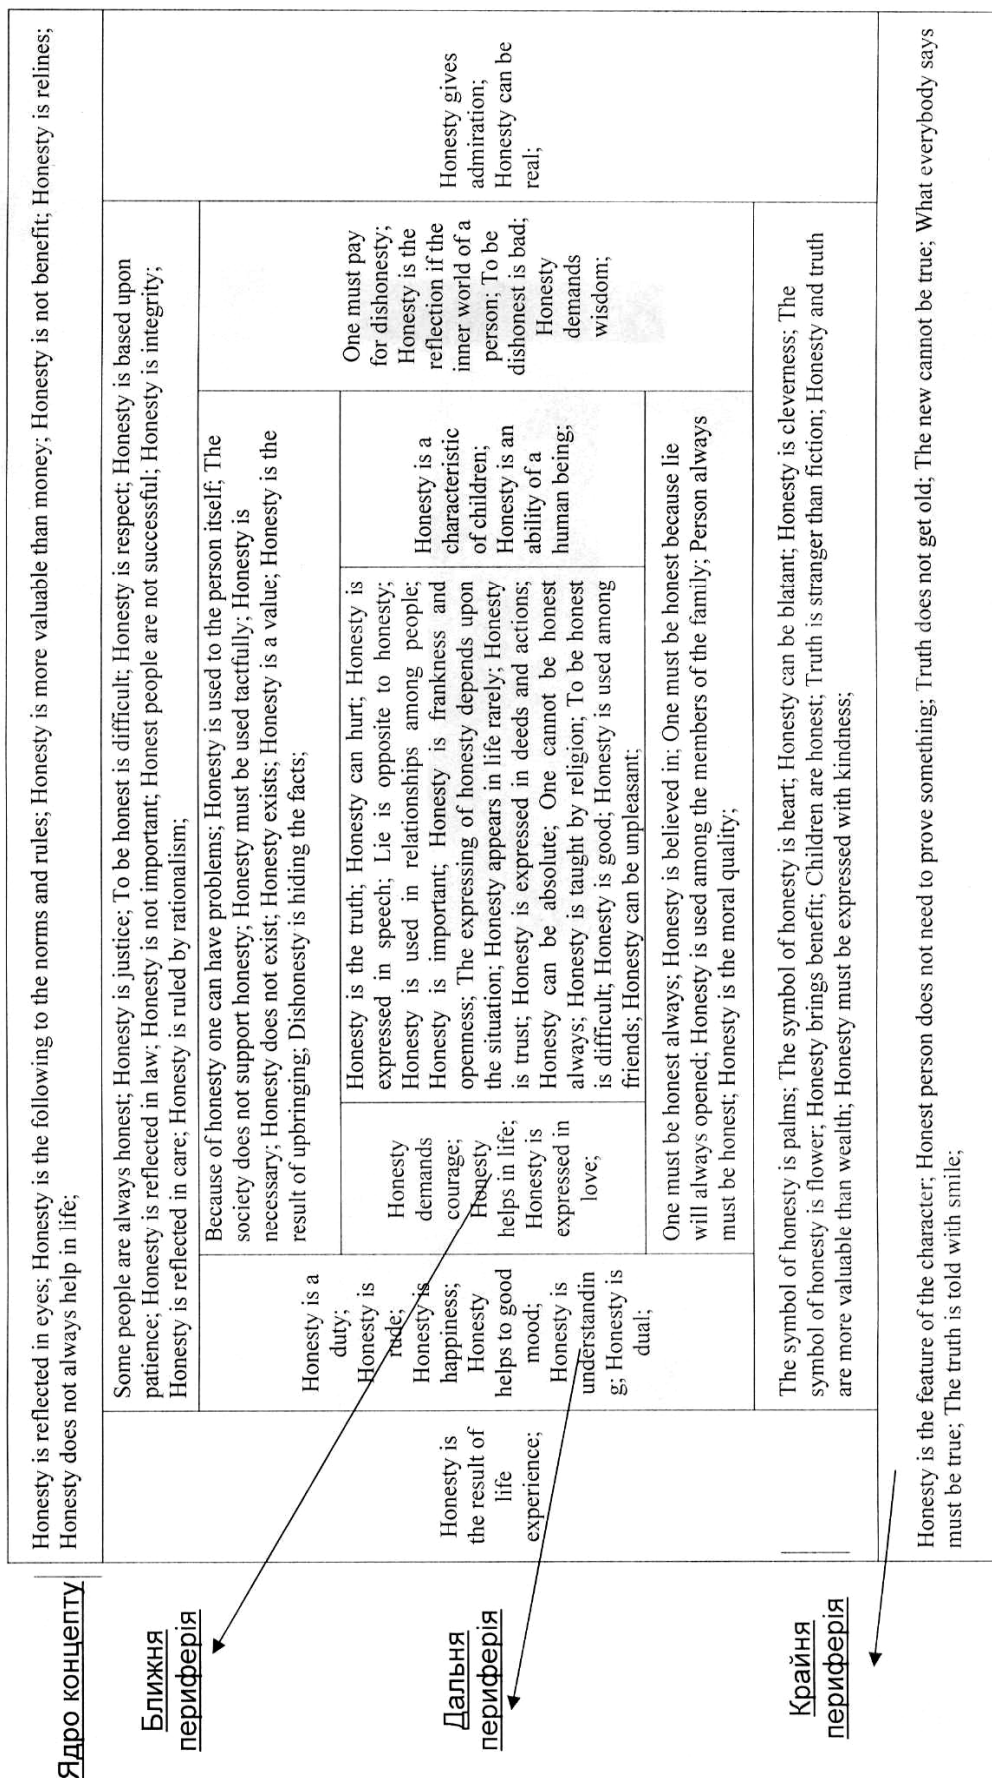 Honesty is reflected in eyes; Honesty is the following to the norms and rules; Honesty is more valuable than money; Honesty is not benefit; Honesty is relines;
Honesty does not always help in life;
Some people are always honest; Honesty is justice; To be honest is difficult; Honesty is respect; Honesty is based upon
patience; Honesty is reflected in law; Honesty is not important; Honest people are not successful; Honesty is integrity;
Honesty is reflected in care; Honesty is ruled by rationalism;
Because of honesty one can have problems; Honesty is used to the person itself; The
society does not support honesty; Honesty must be used tactfully; Honesty is
necessary; Honesty does not exist; Honesty exists; Honesty is a value; Honesty is the
result of upbringing; Dishonesty is hiding the facts;
Honesty is
the result of
life
experience;
Honesty is a
duty;
Honesty is
rude;
Honesty is
happiness;
Honesty
helps to good
mood;
Honesty is
understandin
g; Honesty is
dual;
Honesty
demands
courage;
Honesty
helps in life;
Honesty is
expressed in
love;
Honesty is the truth; Honesty can hurt; Honesty is
expressed in speech; Lie is opposite to honesty;
Honesty is used in relationships among people;
Honesty is important; Honesty is frankness and
openness; The expressing of honesty depends upon
the situation; Honesty appears in life rarely; Honesty
is trust; Honesty is expressed in deeds and actions;
Honesty can be absolute; One cannot be honest
always; Honesty is taught by religion; To be honest
is difficult; Honesty is good; Honesty is used among
friends; Honesty can be unpleasant;
Honesty is a
characteristic
of children;
Honesty is an
ability of a
human being;
One must pay
for dishonesty;
Honesty is the
reflection if the
inner world of a
person; To be
dishonest is bad;
Honesty
demands
wisdom;
Honesty gives
admiration;
Honesty can be
real;
One must be honest always; Honesty is believed in; One must be honest because lie
will always opened; Honesty is used among the members of the family; Person always
must be honest; Honesty is the moral quality;
The symbol of honesty is palms; The symbol of honesty is heart; Honesty can be blatant; Honesty is cleverness; The
symbol of honesty is flower; Honesty brings benefit; Children are honest; Truth is stranger than fiction; Honesty and truth
are more valuable than wealth; Honesty must be expressed with kindness;
Honesty is the feature of the character; Honest person does not need to prove something; Truth does not get old; The new cannot be true; What everybody says
must be true; The truth is told with smile;
Ядро концепту
Ближня
периферія
Дальня
периферія
Крайня
периферія